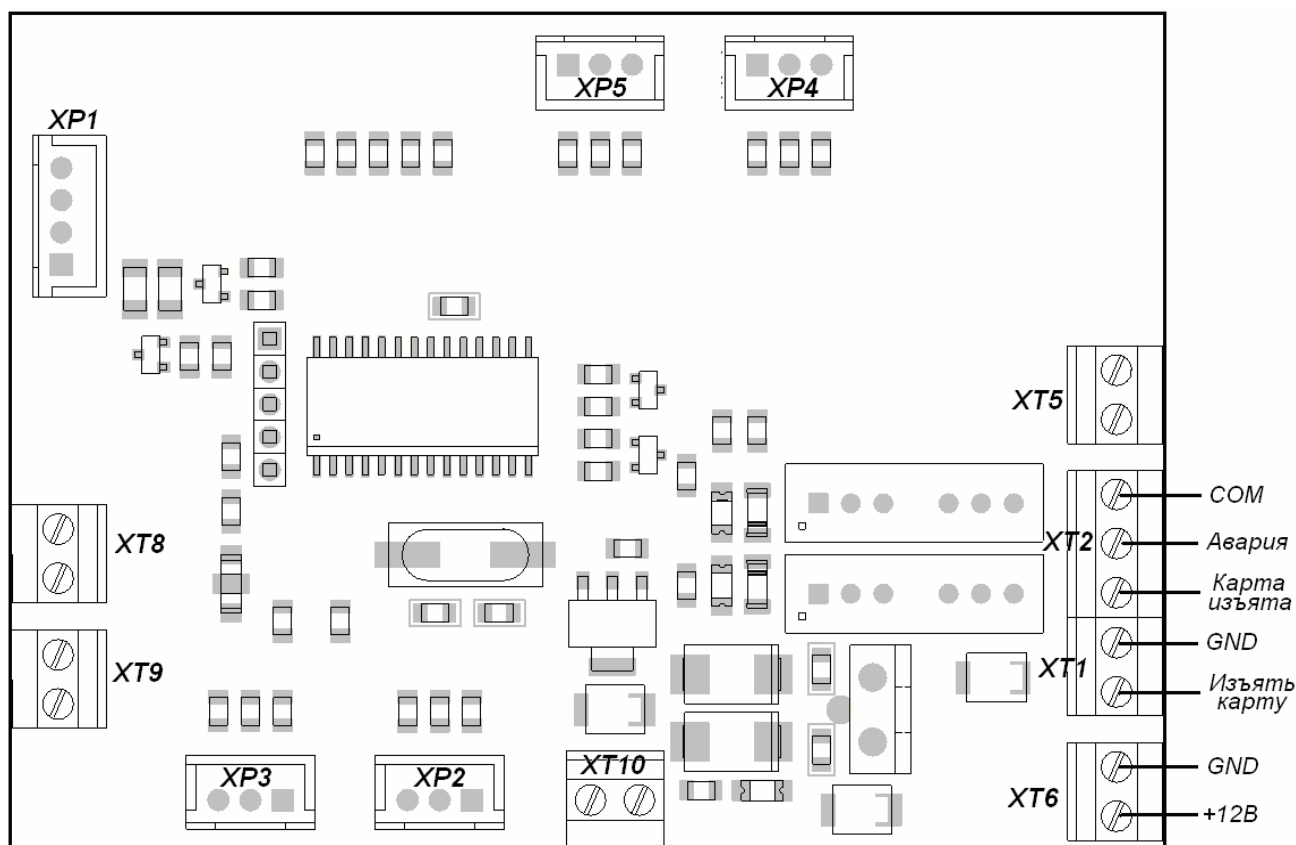 XP5
XP4
XP1
XT5
COM
XT2
Авария
XT8
Карта
изъята
XT9
XT1
GND
Изъять
карту
XP3
XP2
XT10
GND
XT6
+12В